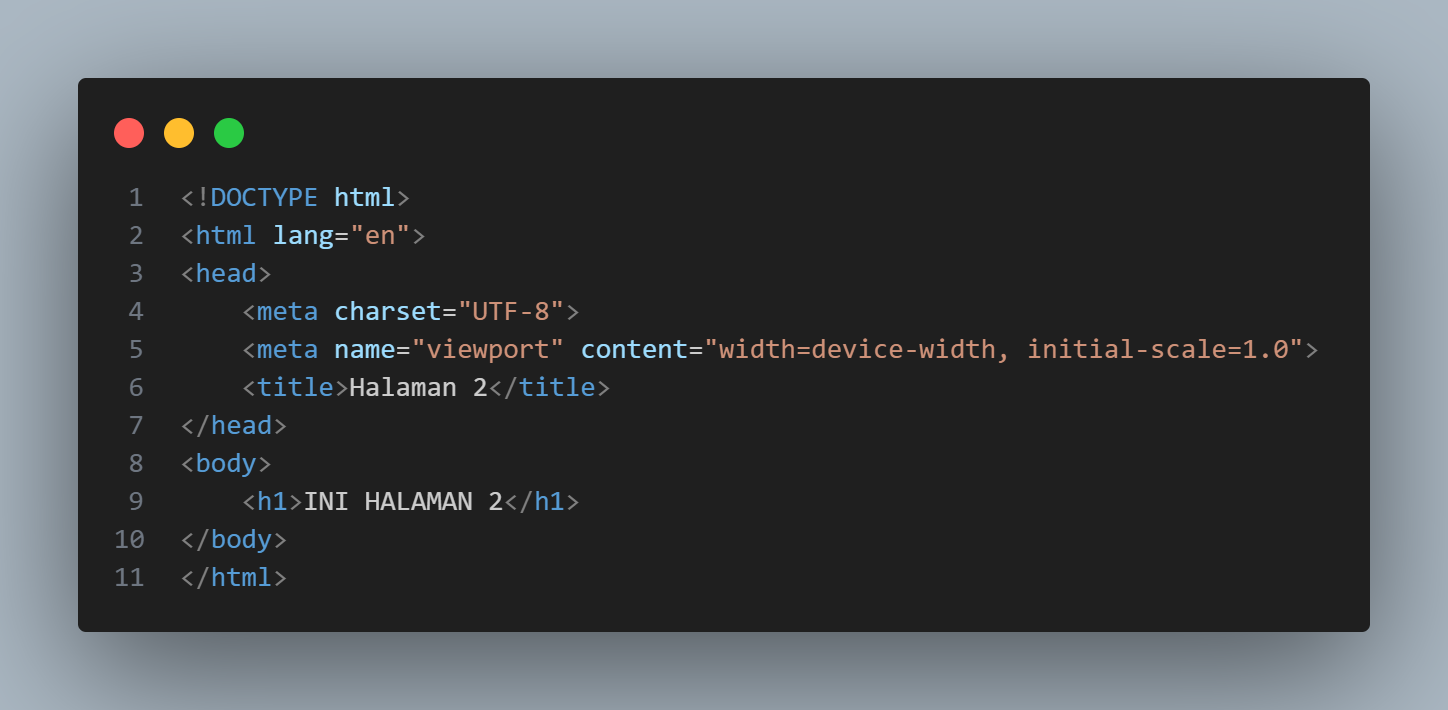 1 <!DOCTYPE html>
2 <html lang="en">
3 <head>
4     <meta charset="UTF-8">
5     <meta name="viewport" content="width=device-width, initial-scale=1.0">
6     <title>Halaman 2</title>
7 </head>
8 <body>
9     <h1>INI HALAMAN 2</h1>
10 </body>
11 </html>